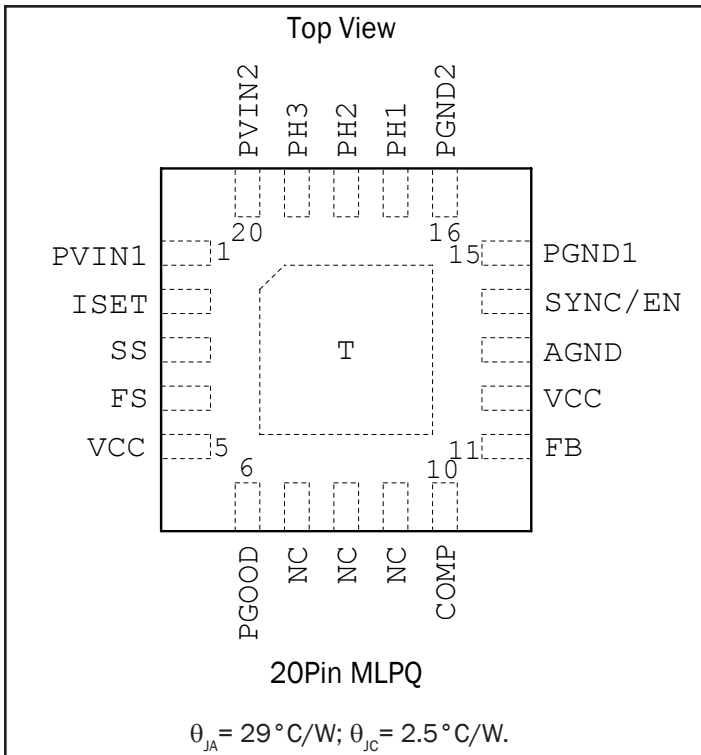 Top View
PVIN2
PH3
PH2
PH1
PGND2
20
16
PVIN1
1
15
PGND1
ISET
SYNC/EN
SS
T
AGND
FS
VCC
VCC
5
11
FB
6
10
PGOOD
NC
NC
NC
COMP
20Pin MLPQ
θJA= 29°C/W; θJC= 2.5°C/W.